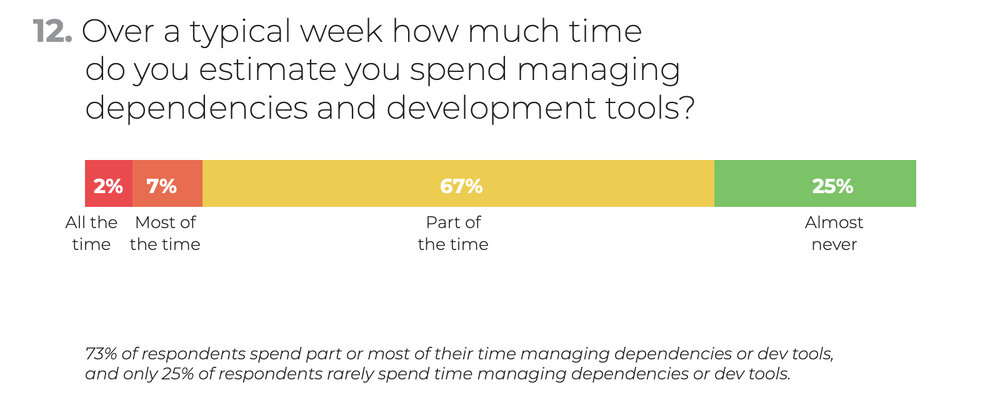 12. Over a typical week how much time
do you estimate you spend managing
dependencies and development tools?
2% 7% 67% 25%
All the time
Most of the time
Part of the time
Almost never
73% of respondents spend part or most of their time managing dependencies or dev tools,
and only 25% of respondents rarely spend time managing dependencies or dev tools.